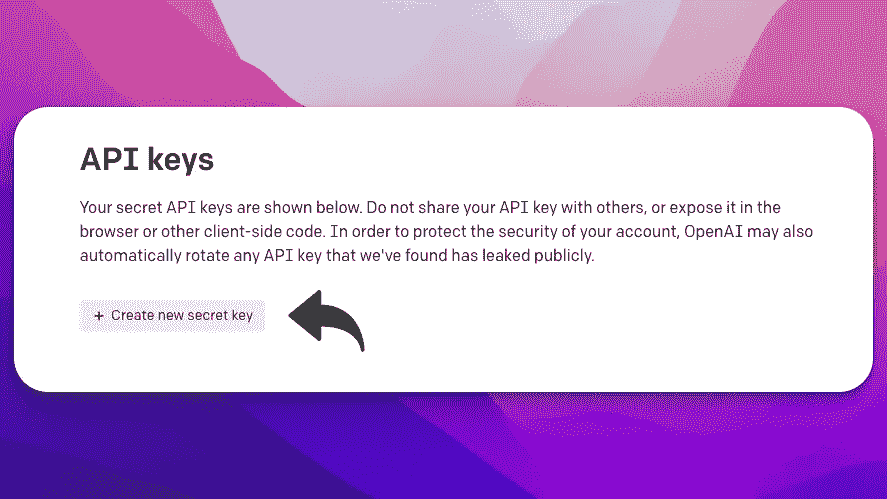 API keys
Your secret API keys are shown below. Do not share your API key with others, or expose it in the
browser or other client-side code. In order to protect the security of your account, OpenAI may also
automatically rotate any API key that we've found has leaked publicly.
+ Create new secret key